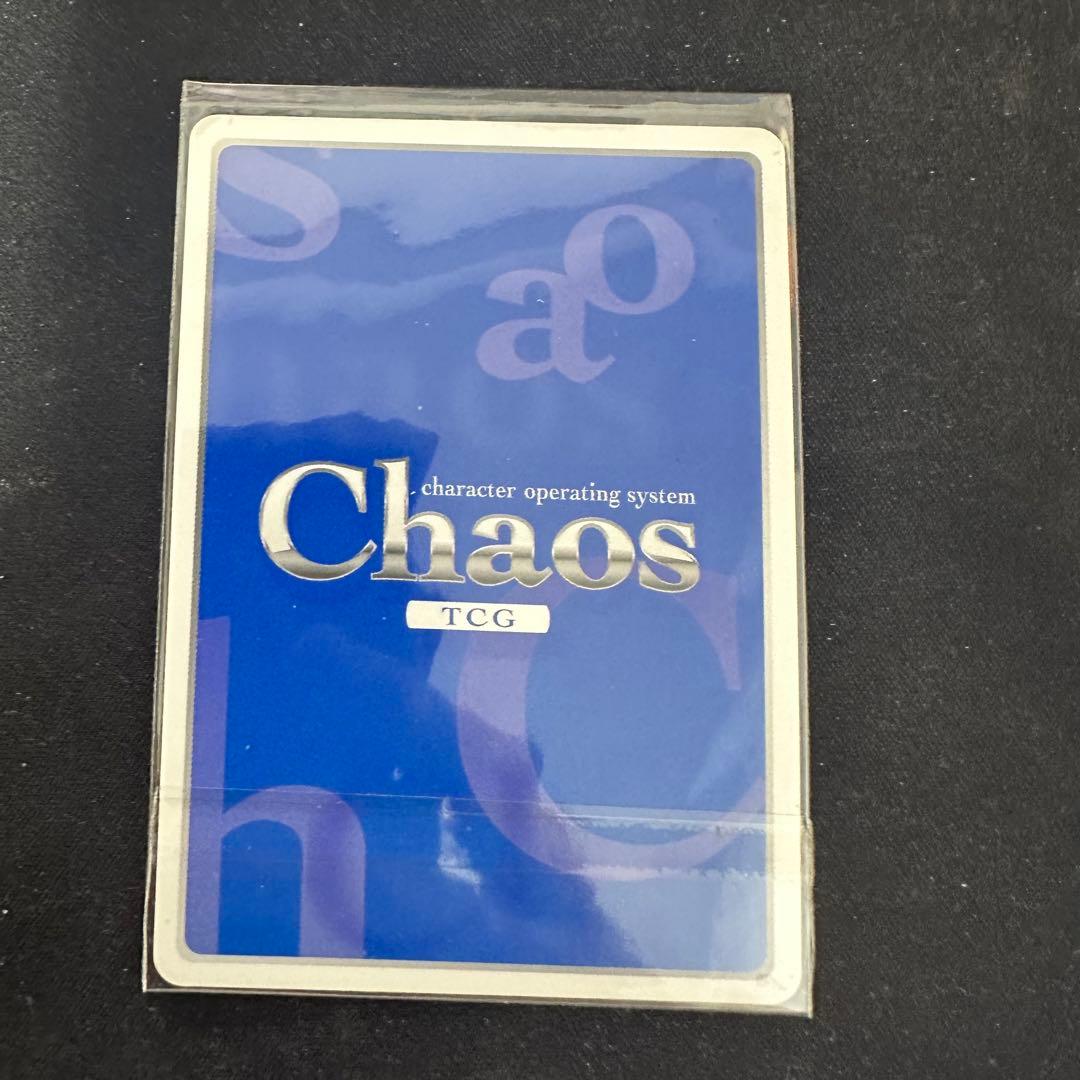 s
a o
character operating system
Chaos
TCG
h
C